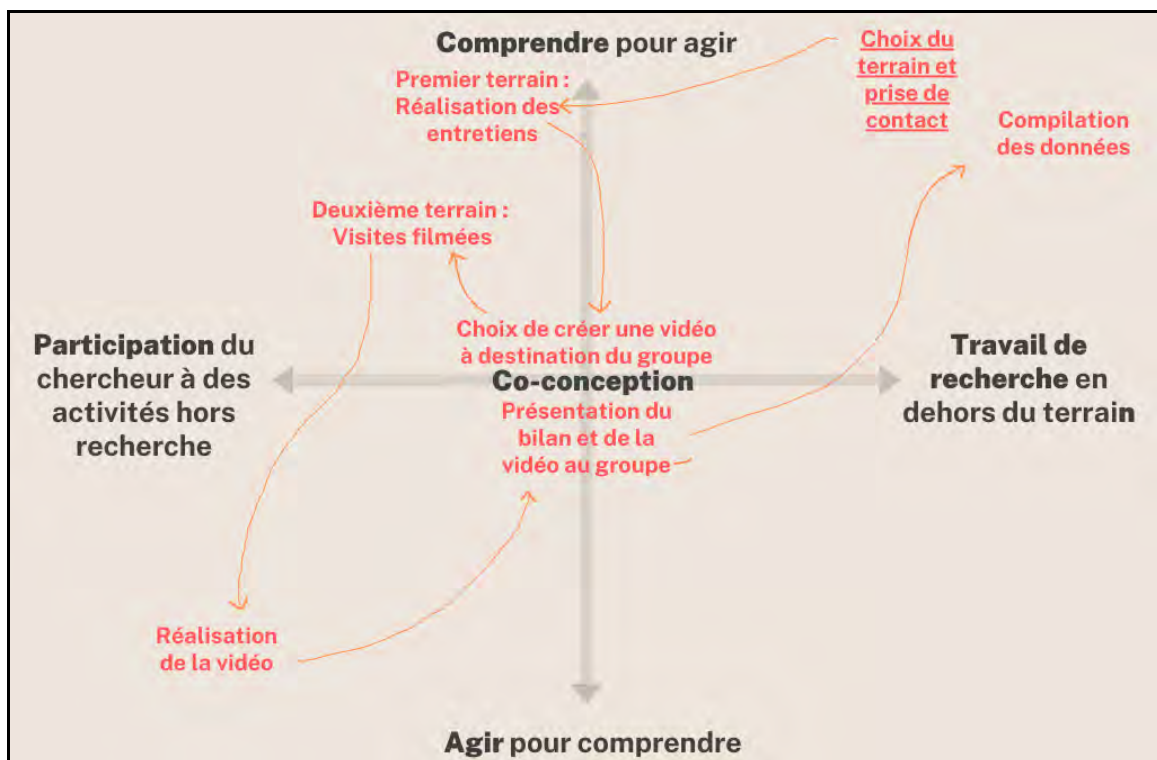 Comprendre pour agir
Choix du
terrain et
prise de
contact
Premier terrain :
Réalisation des
entretiens
Compilation
des données
Deuxième terrain :
Visites filmées
Choix de créer une vidéo
à destination du groupe
Participation du
chercheur à des
activités hors
recherche
Co-conception
Travail de
recherche en
dehors du terrain
Présentation du
bilan et de la
vidéo au groupe
Réalisation
de la vidéo
Agir pour comprendre